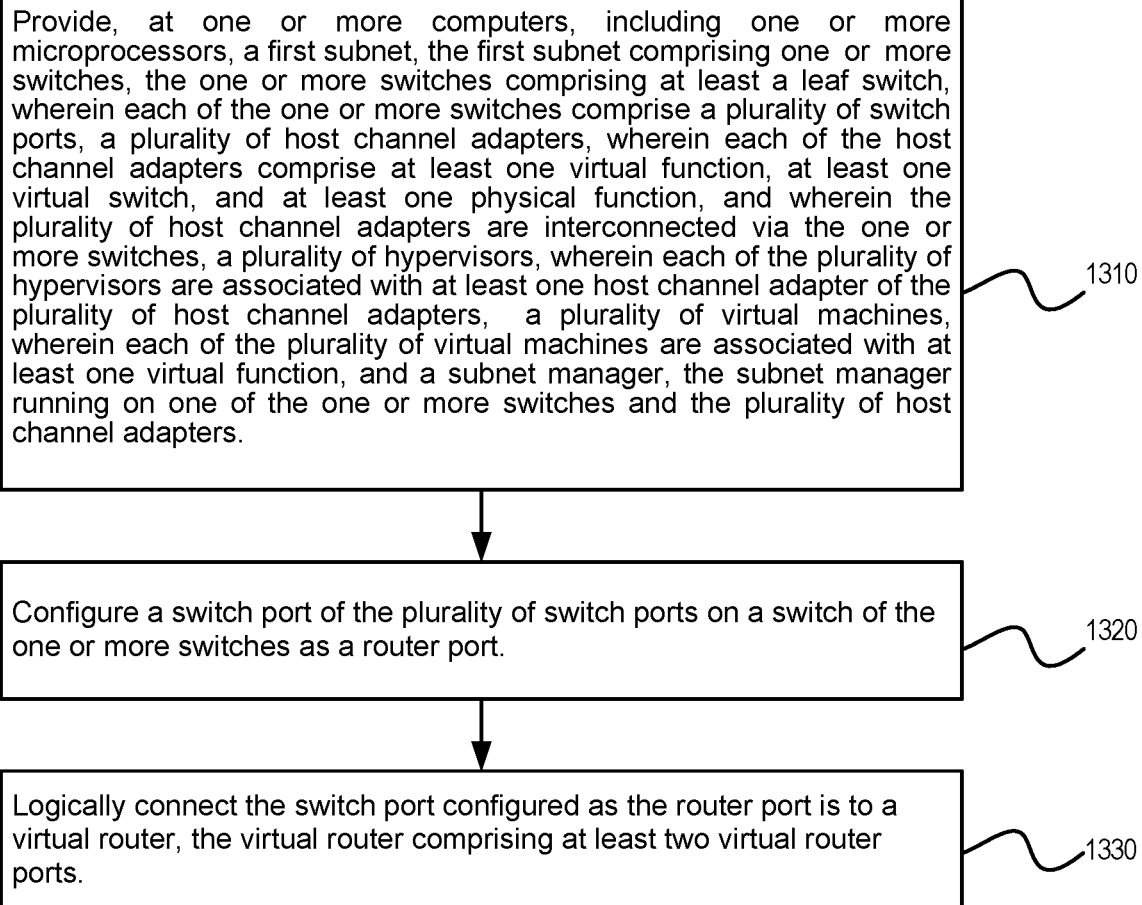 Provide, at one or more computers, including one or more
microprocessors, a first subnet, the first subnet comprising one or more
switches, the one or more switches comprising at least a leaf switch,
wherein each of the one or more switches comprise a plurality of switch
ports, a plurality of host channel adapters, wherein each of the host
channel adapters comprise at least one virtual function, at least one
virtual switch, and at least one physical function, and wherein the
plurality of host channel adapters are interconnected via the one or
more switches, a plurality of hypervisors, wherein each of the plurality of
hypervisors are associated with at least one host channel adapter of the
plurality of host channel adapters, a plurality of virtual machines,
wherein each of the plurality of virtual machines are associated with at
least one virtual function, and a subnet manager, the subnet manager
running on one of the one or more switches and the plurality of host
channel adapters.
1310
Configure a switch port of the plurality of switch ports on a switch of the
one or more switches as a router port.
1320
Logically connect the switch port configured as the router port is to a
virtual router, the virtual router comprising at least two virtual router
ports.
1330